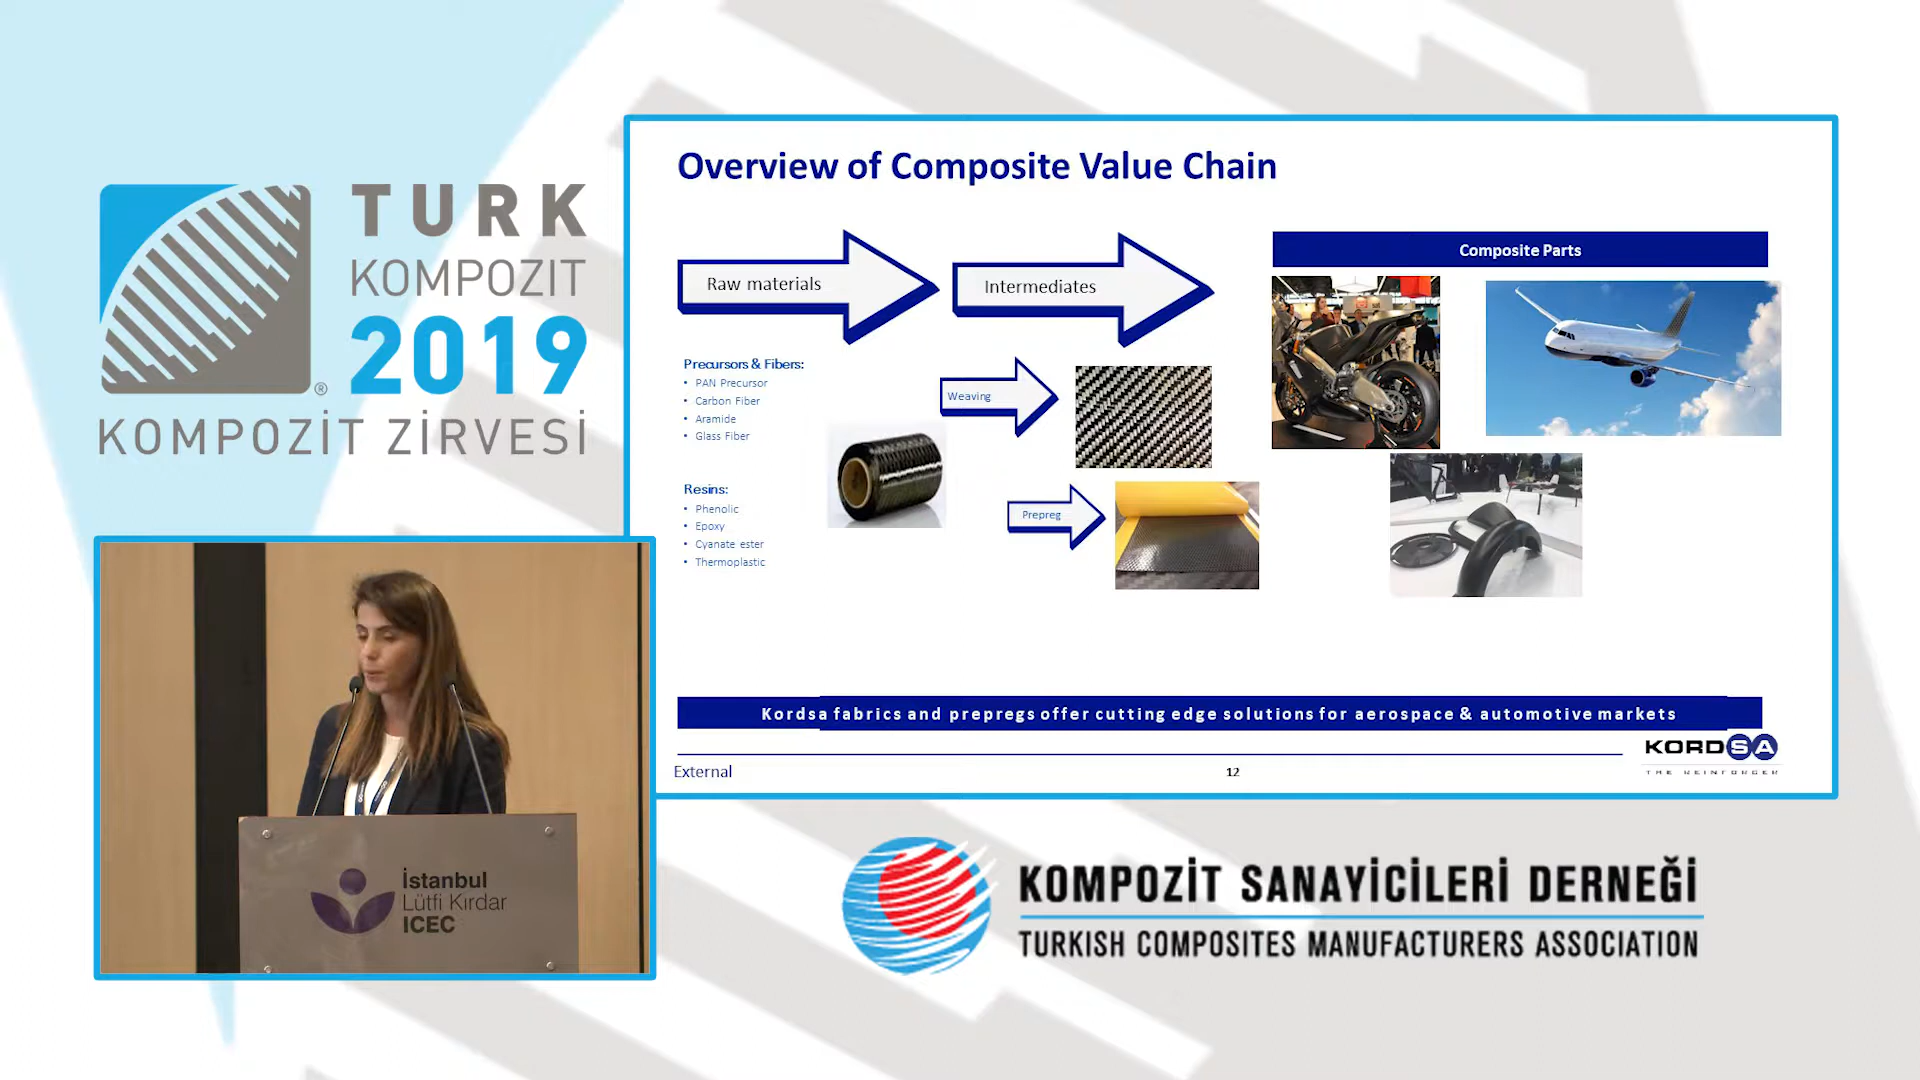 TURK
KOMPOZIT
2019
®
KOMPOZİT ZİRVESİ
Overview of Composite Value Chain
Raw materials
Intermediates
Composite Parts
Precursors & Fibers:
• PAN Precursor
• Carbon Fiber
• Aramide
• Glass Fiber
Weaving
Resins:
• Phenolic
• Epoxy
• Cyanate ester
• Thermoplastic
Prepreg
Kordsa fabrics and prepregs offer cutting edge solutions for aerospace & automotive markets
External
12
KORDSA
THE REINFORCER
İstanbul
Lütfi Kırdar
ICEC
KOMPOZİT SANAYİCİLERİ DERNEĞİ
TURKISH COMPOSITES MANUFACTURERS ASSOCIATION